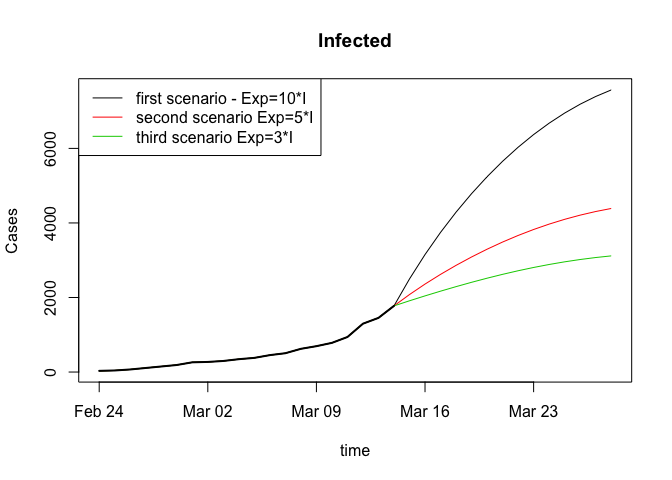 Infected
first scenario - Exp=10*I
second scenario Exp=5*I
third scenario Exp=3*I
Cases
6000
4000
2000
0
Feb 24 Mar 02 Mar 09 Mar 16 Mar 23
time